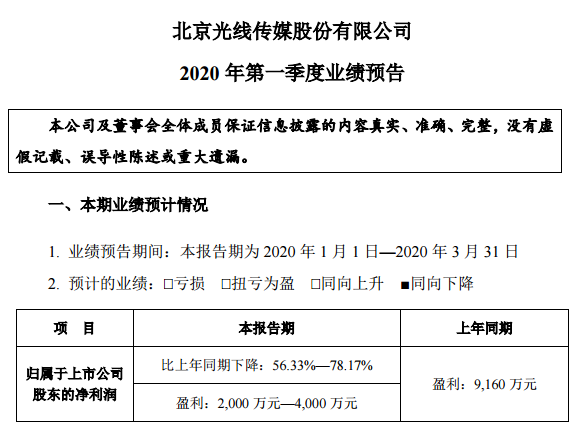 北京光线传媒股份有限公司
2020 年第一季度业绩预告
本公司及董事会全体成员保证信息披露的内容真实、准确、完整，没有虚
假记载、误导性陈述或重大遗漏。
一、本期业绩预计情况
1. 业绩预告期间：本报告期为 2020 年 1 月 1 日—2020 年 3 月 31 日
2. 预计的业绩：□亏损 □扭亏为盈 □同向上升 ■同向下降
项 目 本报告期 上年同期
归属于上市公司
股东的净利润
比上年同期下降：56.33%—78.17%
盈利：2,000 万元—4,000 万元
盈利：9,160 万元